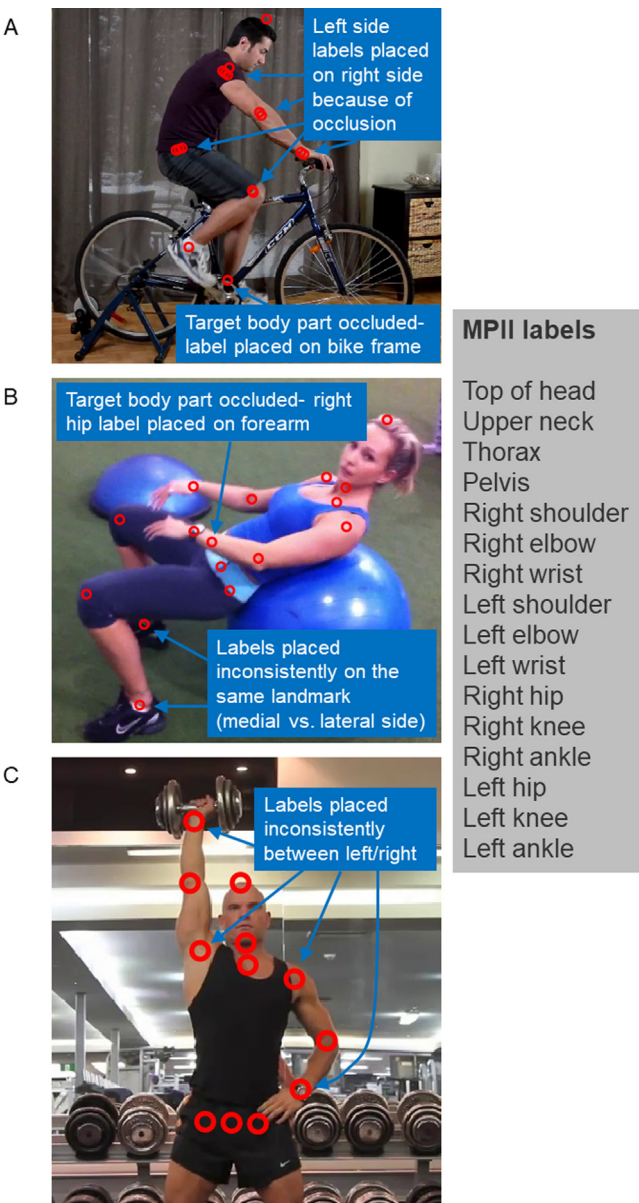 A
Left side
labels placed
on right side
because of
occlusion
CCM
Target body part occluded-
label placed on bike frame
MPII labels
Top of head
Upper neck
Thorax
Pelvis
Right shoulder
Right elbow
Right wrist
Left shoulder
Left elbow
Left wrist
Right hip
Right knee
Right ankle
Left hip
Left knee
Left ankle
B
Target body part occluded- right
hip label placed on forearm
Labels placed
inconsistently on the
same landmark
(medial vs. lateral side)
C
Labels placed
inconsistently
between left/right